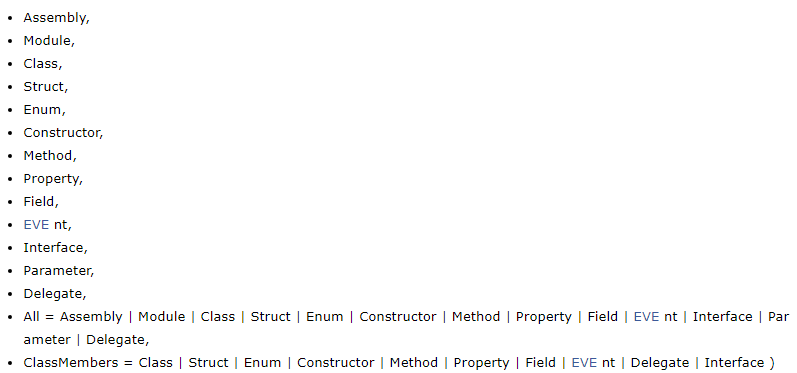 • Assembly,
• Module,
• Class,
• Struct,
• Enum,
• Constructor,
• Method,
• Property,
• Field,
• EVE nt,
• Interface,
• Parameter,
• Delegate,
• All = Assembly | Module | Class | Struct | Enum | Constructor | Method | Property | Field | EVE nt | Interface | Par
ameter | Delegate,
• ClassMembers = Class | Struct | Enum | Constructor | Method | Property | Field | EVE nt | Delegate | Interface )